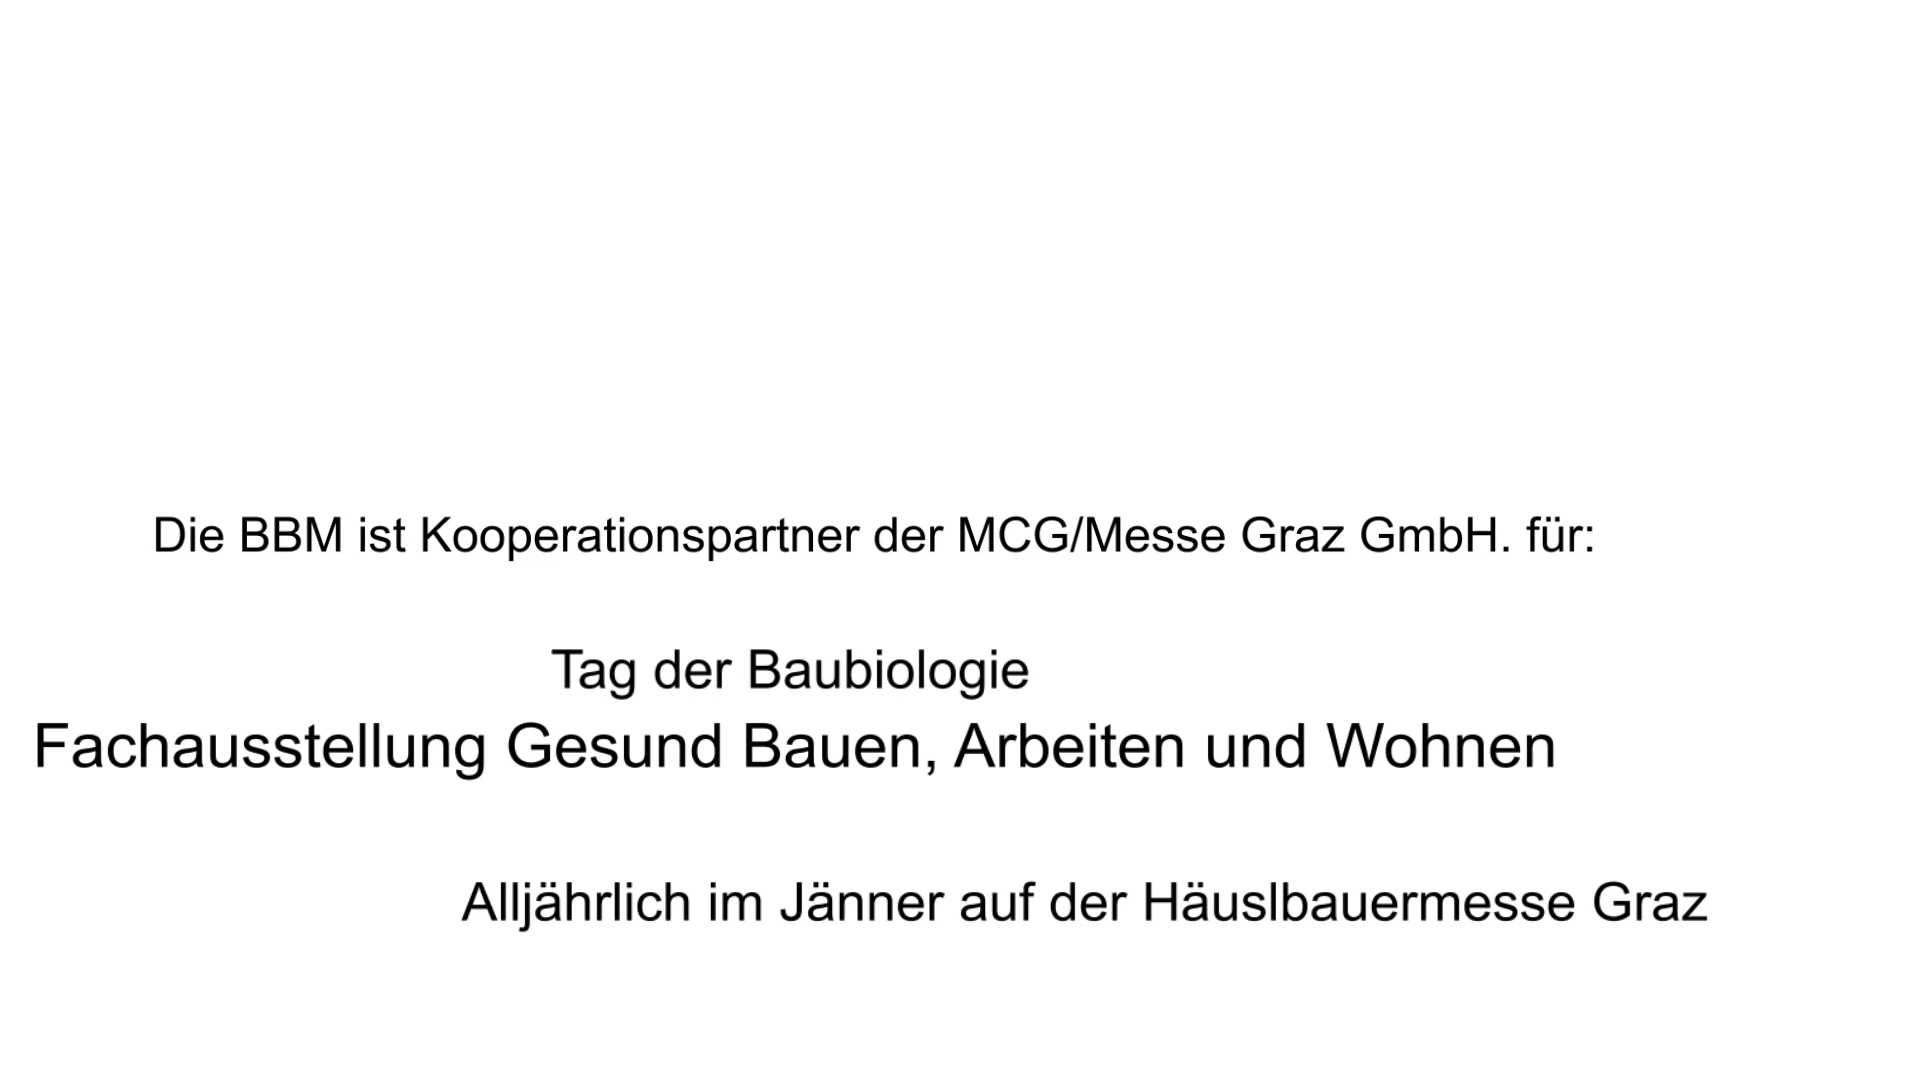 Die BBM ist Kooperationspartner der MCG/Messe Graz GmbH. für:
Tag der Baubiologie
Fachausstellung Gesund Bauen, Arbeiten und Wohnen
Alljährlich im Jänner auf der Häuslbauermesse Graz